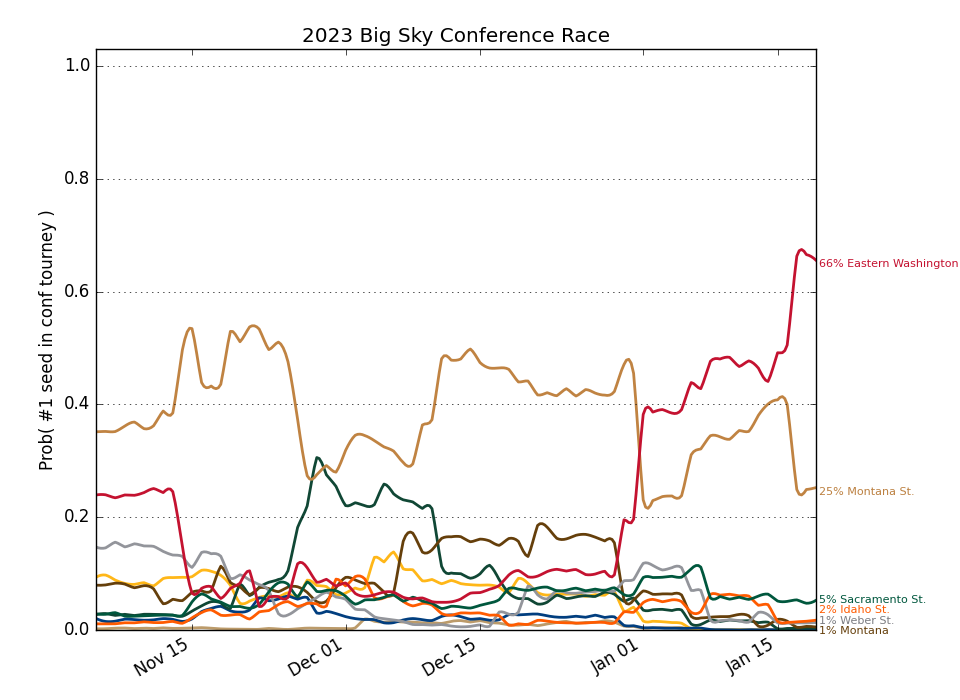 2023 Big Sky Conference Race
Prob( #1 seed in conf tourney )
1.0
0.8
0.6
0.4
0.2
0.0
66% Eastern Washington
25% Montana St.
5% Sacramento St.
2% Idaho St.
1% Weber St.
1% Montana
Nov 15
Dec 01
Dec 15
Jan 01
Jan 15